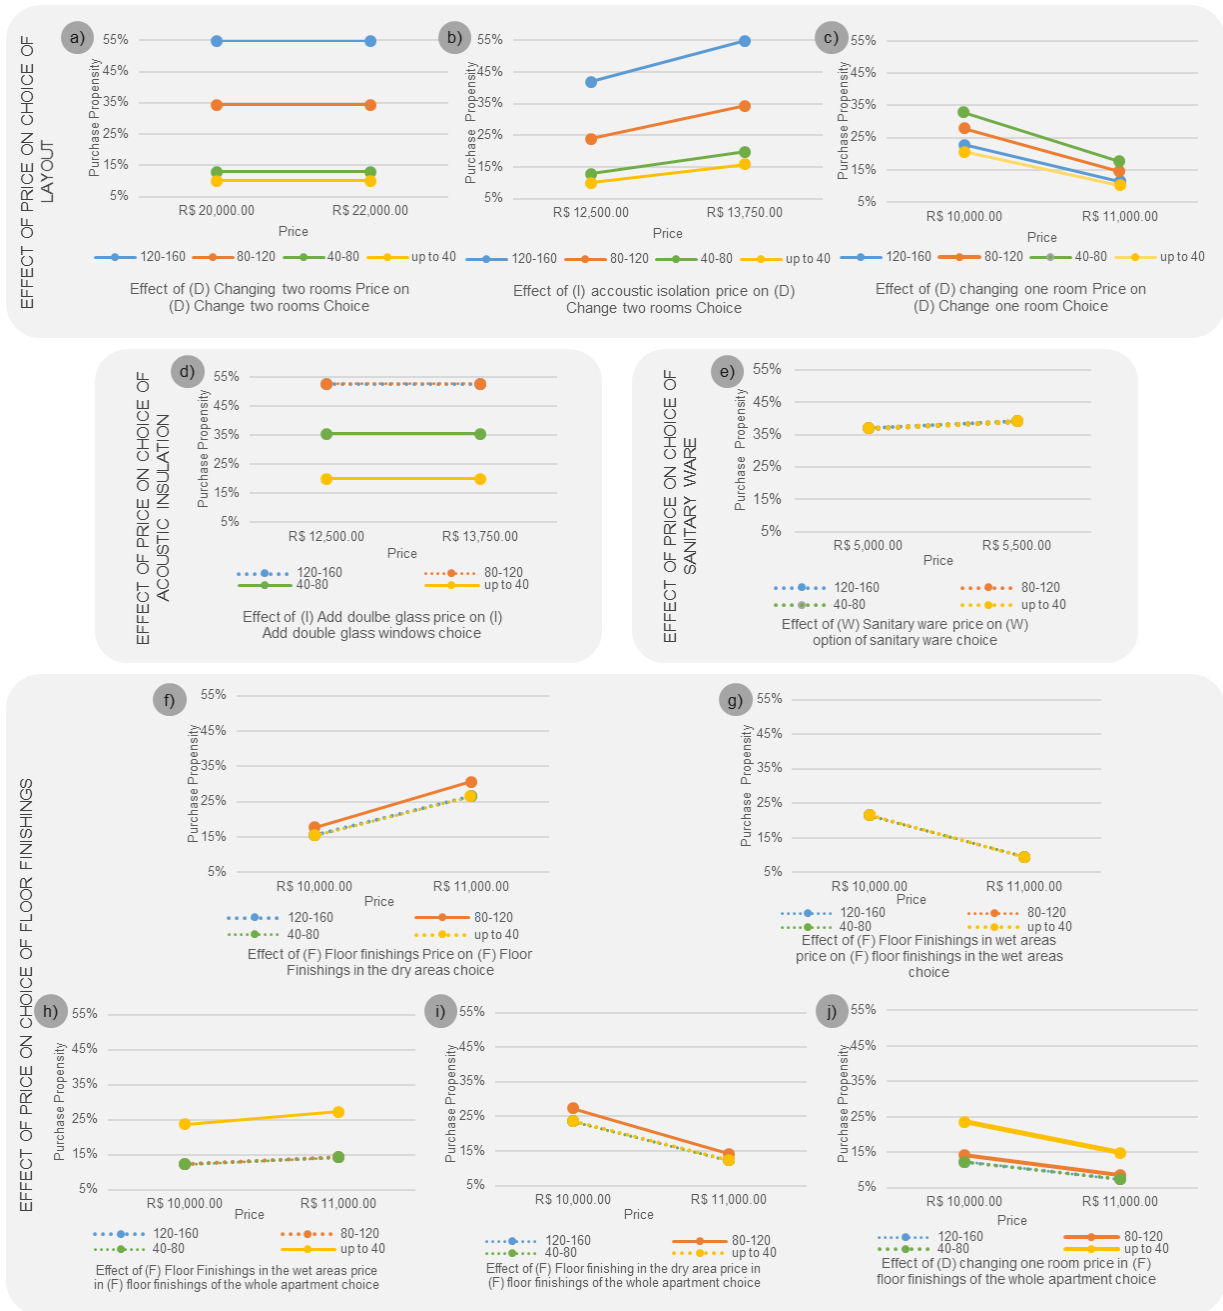 EFFECT OF PRICE ON CHOICE OF
LAYOUT
a)
Purchase Propensity
55%
45%
35%
25%
15%
5%
R$ 20,000.00
R$ 22,000.00
Price
120-160
80-120
40-80
up to 40
Effect of (D) Changing two rooms Price on
(D) Change two rooms Choice
b)
Purchase Propensity
55%
45%
35%
25%
15%
5%
R$ 12,500.00
R$ 13,750.00
Price
120-160
80-120
40-80
up to 40
Effect of (I) accoustic isolation price on (D)
Change two rooms Choice
c)
Purchase Propensity
55%
45%
35%
25%
15%
5%
R$ 10,000.00
R$ 11,000.00
Price
120-160
80-120
40-80
up to 40
Effect of (D) changing one room Price on
(D) Change one room Choice
EFFECT OF PRICE ON CHOICE OF
ACOUSTIC INSULATION
d)
Purchase Propensity
55%
45%
35%
25%
15%
5%
R$ 12,500.00
R$ 13,750.00
Price
120-160
80-120
40-80
up to 40
Effect of (I) Add doulbe glass price on (I)
Add double glass windows choice
EFFECT OF PRICE ON CHOICE OF
SANITARY WARE
e)
Purchase Propensity
55%
45%
35%
25%
15%
5%
R$ 5,000.00
R$ 5,500.00
Price
120-160
80-120
40-80
up to 40
Effect of (W) Sanitary ware price on (W)
option of sanitary ware choice
EFFECT OF PRICE ON CHOICE OF FLOOR FINISHINGS
f)
Purchase Propensity
55%
45%
35%
25%
15%
5%
R$ 10,000.00
R$ 11,000.00
Price
120-160
80-120
40-80
up to 40
Effect of (F) Floor finishings Price on (F) Floor
Finishings in the dry areas choice
g)
Purchase Propensity
55%
45%
35%
25%
15%
5%
R$ 10,000.00
R$ 11,000.00
Price
120-160
80-120
40-80
up to 40
Effect of (F) Floor Finishings in wet areas
price on (F) floor finishings in the wet areas
choice
h)
Purchase Propensity
55%
45%
35%
25%
15%
5%
R$ 10,000.00
R$ 11,000.00
Price
120-160
80-120
40-80
up to 40
Effect of (F) Floor Finishings in the wet areas price
in (F) floor finishings of the whole apartment choice
i)
Purchase Propensity
55%
45%
35%
25%
15%
5%
R$ 10,000.00
R$ 11,000.00
Price
120-160
80-120
40-80
up to 40
Effect of (F) Floor finishing in the dry area price in
(F) floor finishings of the whole apartment choice
j)
Purchase Propensity
55%
45%
35%
25%
15%
5%
R$ 10,000.00
R$ 11,000.00
Price
120-160
80-120
40-80
up to 40
Effect of (D) changing one room price in (F)
floor finishings of the whole apartment choice